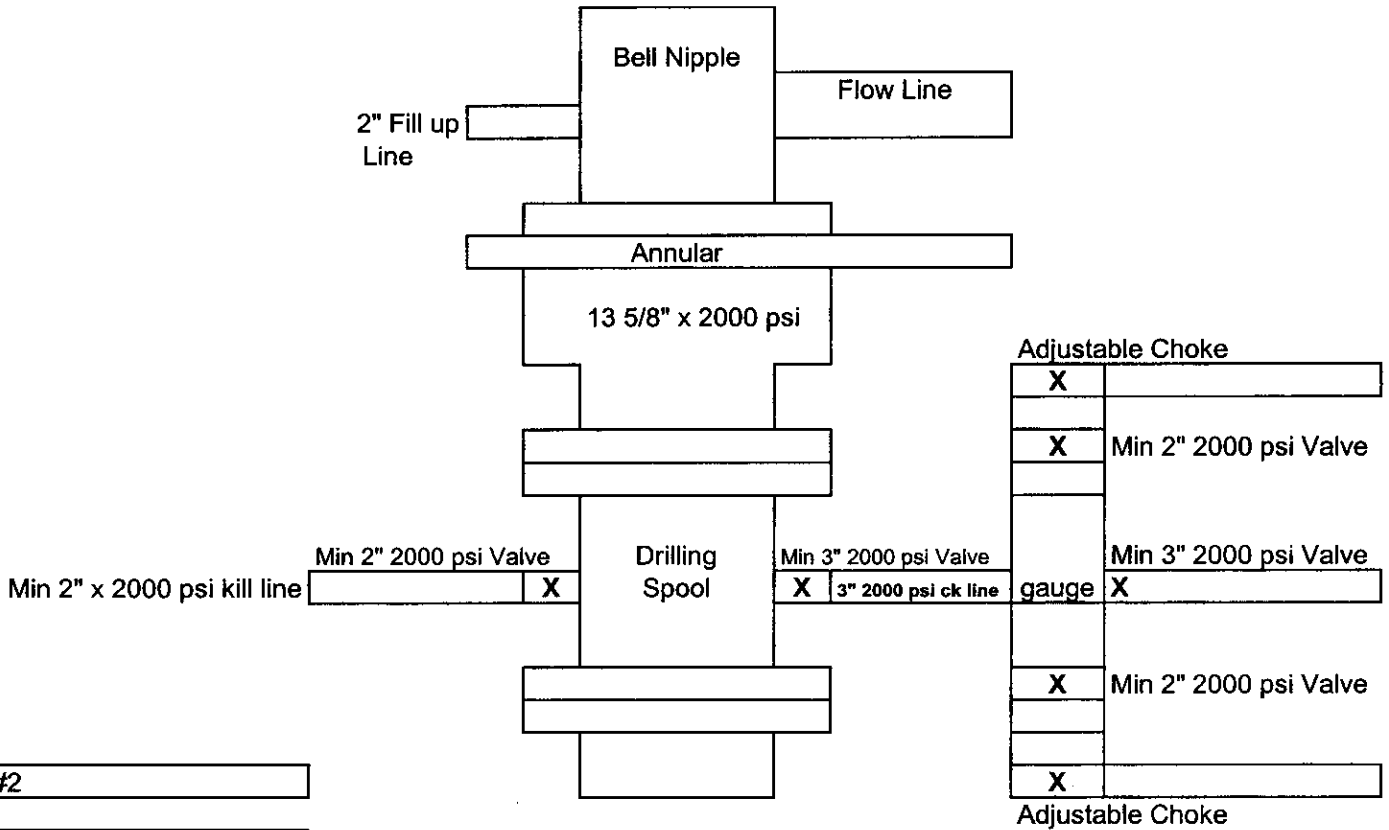 Bell Nipple
Flow Line
2" Fill up
Line
Annular
13 5/8" x 2000 psi
Adjustable Choke
X
X Min 2" 2000 psi Valve
Min 2" 2000 psi Valve
Drilling
Spool
Min 3" 2000 psi Valve
Min 3" 2000 psi Valve
Min 2" x 2000 psi kill line
X
X
3" 2000 psi ck line
gauge
X
X Min 2" 2000 psi Valve
#2
X
Adjustable Choke